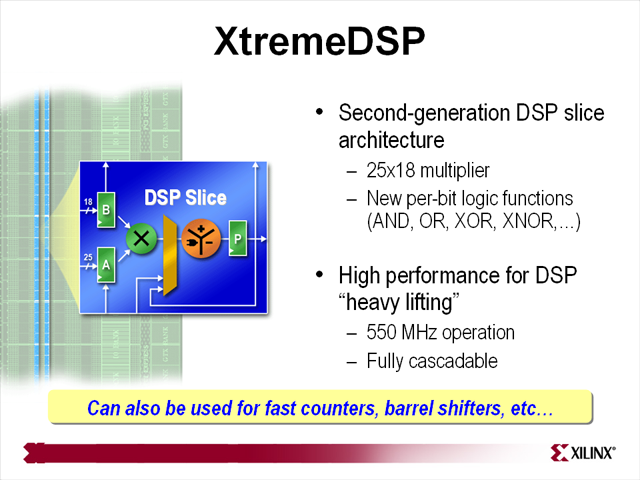 XtremeDSP
• Second-generation DSP slice
architecture
– 25x18 multiplier
– New per-bit logic functions
(AND, OR, XOR, XNOR,…)
• High performance for DSP
“heavy lifting”
– 550 MHz operation
– Fully cascadable
DSP Slice
18
B
25
A
P
Can also be used for fast counters, barrel shifters, etc…
XILINX®